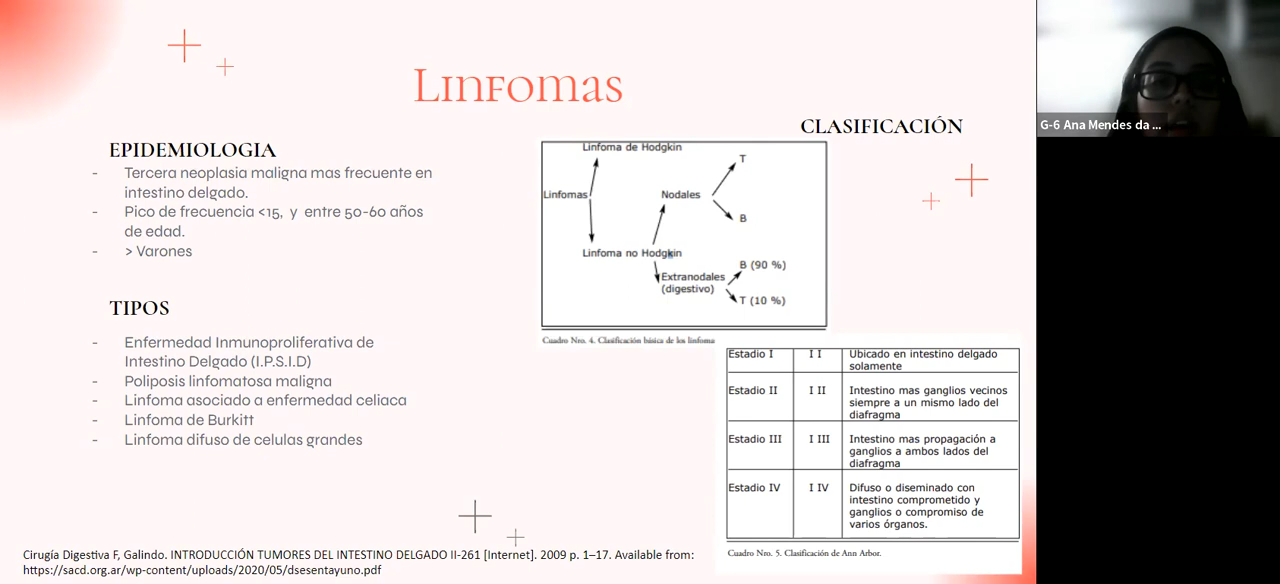 Linfomas
EPIDEMIOLOGIA
- Tercera neoplasia maligna mas frecuente en
intestino delgado.
- Pico de frecuencia <15, y entre 50-60 años
de edad.
- > Varones
TIPOS
- Enfermedad Inmunoproliferativa de
Intestino Delgado (I.P.S.I.D)
- Poliposis linfomatosa maligna
- Linfoma asociado a enfermedad celiaca
- Linfoma de Burkitt
- Linfoma difuso de celulas grandes
CLASIFICACIÓN
Linfoma de Hodgkin
T
Linfomas
Nodales
B
Linfoma no Hodgkin
B (90 %)
Extranodales
(digestivo)
T (10 %)
Cuadro Nro. 4. Clasificación básica de los linfoma
Estadio I I I Ubicado en intestino delgado
solamente
Estadio II I II Intestino mas ganglios vecinos
siempre a un mismo lado del
diafragma
Estadio III I III Intestino mas propagación a
ganglios a ambos lados del
diafragma
Estadio IV I IV Difuso o diseminado con
intestino comprometido y
ganglios o compromiso de
varios órganos.
Cuadro Nro. 5. Clasificación de Ann Arbor.
Cirugía Digestiva F, Galindo. INTRODUCCIÓN TUMORES DEL INTESTINO DELGADO II-261 [Internet]. 2009 p. 1–17. Available from:
https://sacd.org.ar/wp-content/uploads/2020/05/dsesentayuno.pdf
G-6 Ana Mendes da ...